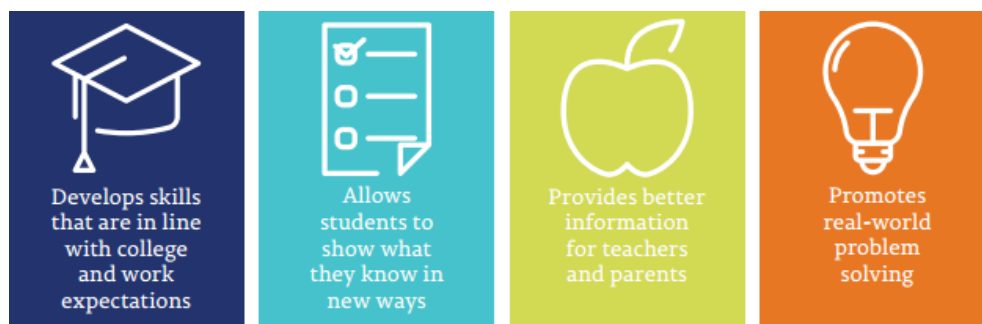 Develops skills
that are in line
with college
and work
expectations
Allows
students to
show what
they know in
new ways
Provides better
information
for teachers
and parents
Promotes
real-world
problem
solving